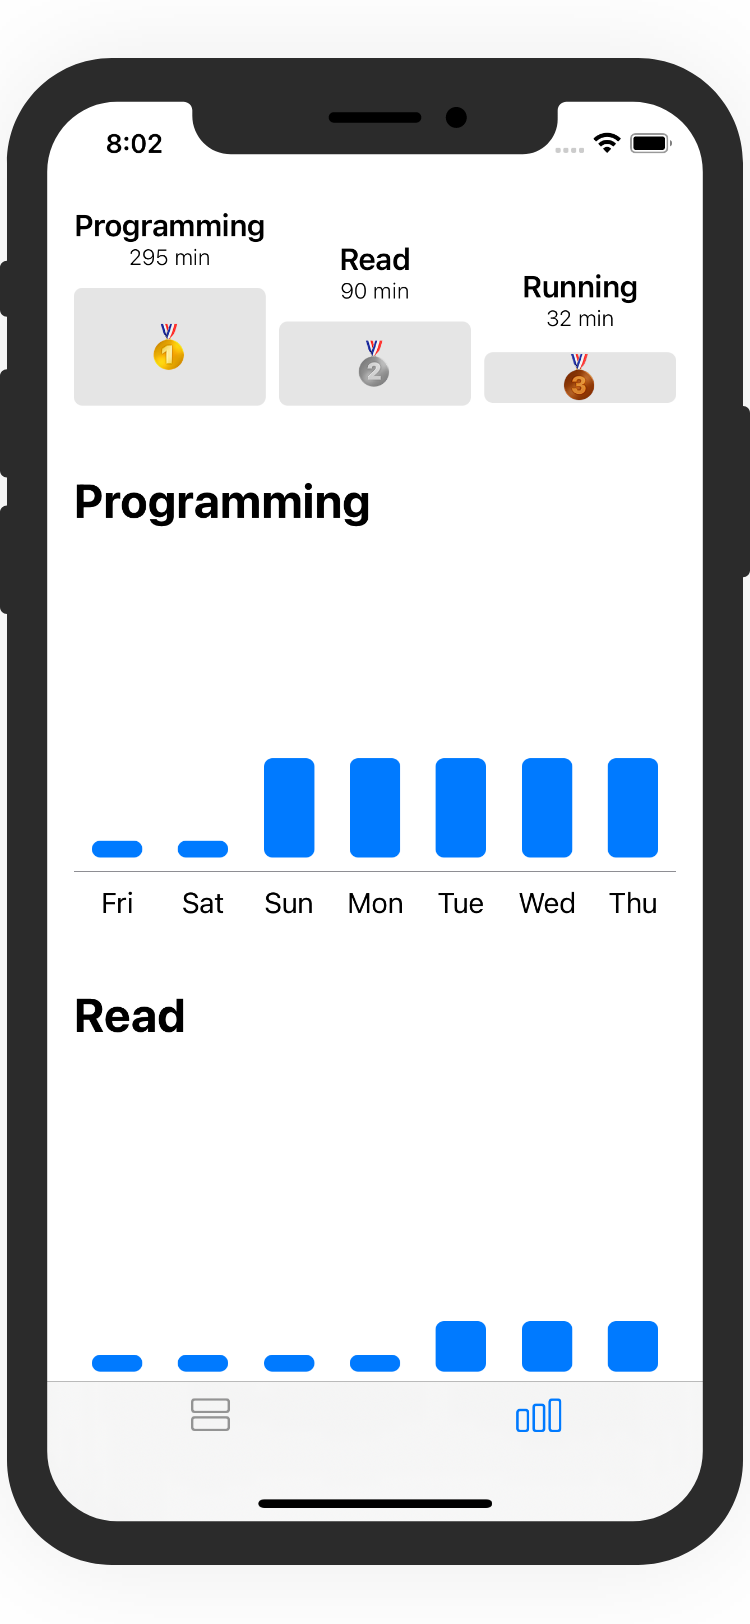 8:02
Programming
295 min
Read
90 min
Running
32 min
1
2
3
Programming
Fri Sat Sun Mon Tue Wed Thu
Read